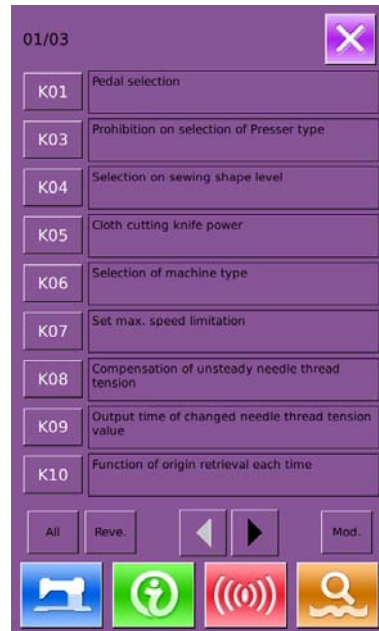 01/03
K01
Pedal selection
K03
Prohibition on selection of Presser type
K04
Selection on sewing shape level
K05
Cloth cutting knife power
K06
Selection of machine type
K07
Set max. speed limitation
K08
Compensation of unsteady needle thread
tension
K09
Output time of changed needle thread tension
value
K10
Function of origin retrieval each time
All
Reve.
Mod.